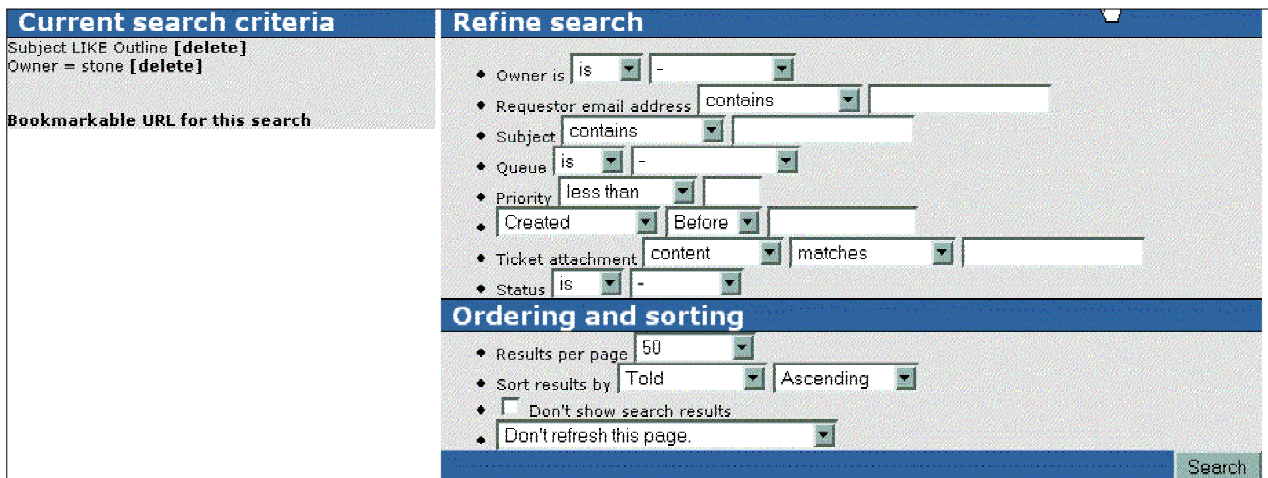 Current search criteria
Subject LIKE Outline [delete]
Owner = stone [delete]
Bookmarkable URL for this search
Refine search
Owner is is -
Requestor email address contains
Subject contains
Queue is -
Priority less than
Created Before
Ticket attachment content matches
Status is -
Ordering and sorting
Results per page 50
Sort results by Told Ascending
Don't show search results
Don't refresh this page.
Search